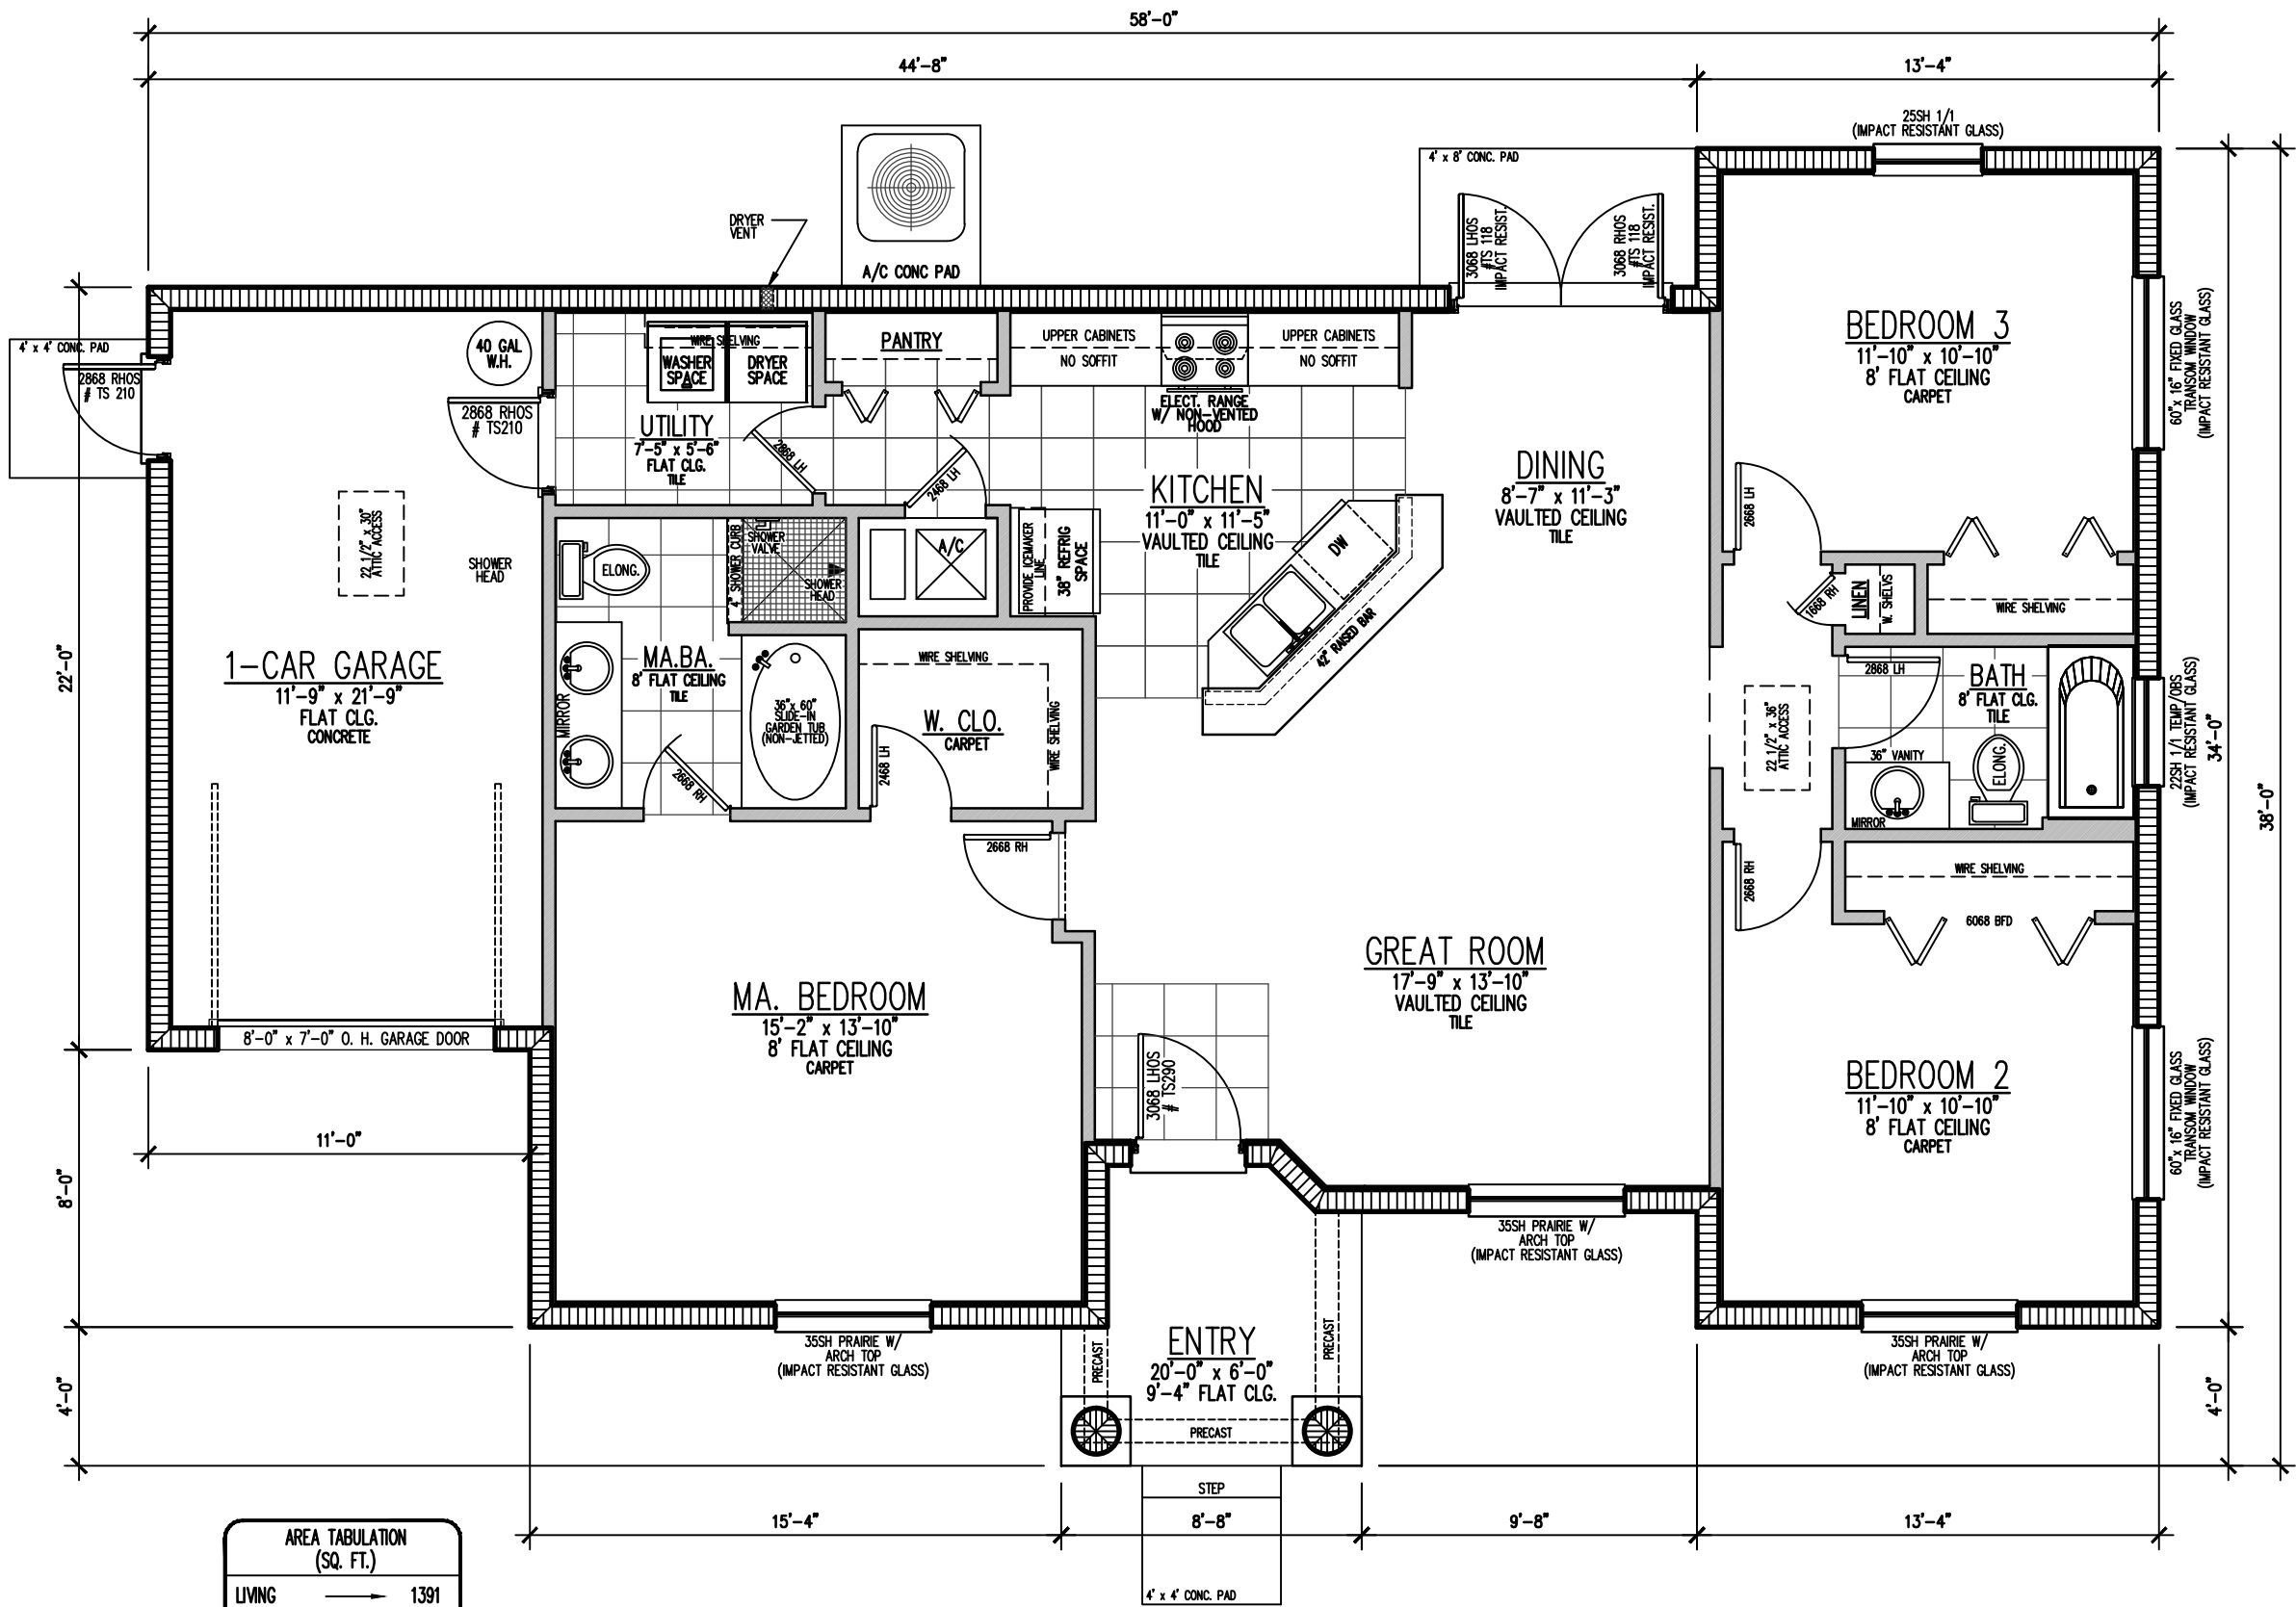 58'-0"
44'-8"
13'-4"
25SH 1/1
(IMPACT RESISTANT GLASS)
4' x 8' CONC. PAD
DRYER
VENT
A/C CONC PAD
3068 LHOS
#TS 118
IMPACT RESIST.
3068 RHOS
#TS 118
IMPACT RESIST.
4' x 4' CONC. PAD
2868 RHOS
# TS 210
40 GAL
W.H.
2868 RHOS
# TS210
WIRE SHELVING
WASHER
SPACE
DRYER
SPACE
PANTRY
UPPER CABINETS
NO SOFFIT
UPPER CABINETS
NO SOFFIT
ELECT. RANGE
W/ NON-VENTED
HOOD
UTILITY
7'-5" x 5'-6"
FLAT CLG.
TILE
2868 LH
2468 LH
KITCHEN
11'-0" x 11'-5"
VAULTED CEILING
TILE
DINING
8'-7" x 11'-3"
VAULTED CEILING
TILE
BEDROOM 3
11'-10" x 10'-10"
8' FLAT CEILING
CARPET
60"x 16" FIXED GLASS
TRANSOM WINDOW
(IMPACT RESISTANT GLASS)
2668 LH
22 1/2" x 30"
ATTIC ACCESS
SHOWER
HEAD
ELONG.
4" SHOWER CURB
SHOWER
VALVE
SHOWER
HEAD
A/C
PROVIDE ICEMAKER
LINE
38" REFRIG
SPACE
DW
42" RAISED BAR
1668 RH
LINEN
W. SHELVS
WIRE SHELVING
22'-0"
1-CAR GARAGE
11'-9" x 21'-9"
FLAT CLG.
CONCRETE
MIRROR
MA.BA.
8' FLAT CEILING
TILE
36"x 60"
SLIDE-IN
GARDEN TUB
(NON-JETTED)
2668 RH
WIRE SHELVING
W. CLO.
CARPET
WIRE SHELVING
2468 LH
22 1/2" x 36"
ATTIC ACCESS
2868 LH
BATH
8' FLAT CLG.
TILE
36" VANITY
ELONG.
MIRROR
22SH 1/1 TEMP/OBS
(IMPACT RESISTANT GLASS)
34'-0"
38'-0"
2668 RH
2668 RH
WIRE SHELVING
6068 BFD
MA. BEDROOM
15'-2" x 13'-10"
8' FLAT CEILING
CARPET
GREAT ROOM
17'-9" x 13'-10"
VAULTED CEILING
TILE
8'-0" x 7'-0" O. H. GARAGE DOOR
3068 LHOS
# TS290
BEDROOM 2
11'-10" x 10'-10"
8' FLAT CEILING
CARPET
60"x 16" FIXED GLASS
TRANSOM WINDOW
(IMPACT RESISTANT GLASS)
11'-0"
8'-0"
35SH PRAIRIE W/
ARCH TOP
(IMPACT RESISTANT GLASS)
35SH PRAIRIE W/
ARCH TOP
(IMPACT RESISTANT GLASS)
35SH PRAIRIE W/
ARCH TOP
(IMPACT RESISTANT GLASS)
PRECAST
ENTRY
20'-0" x 6'-0"
9'-4" FLAT CLG.
PRECAST
PRECAST
4'-0"
4'-0"
STEP
15'-4"
8'-8"
9'-8"
13'-4"
4' x 4' CONC. PAD
AREA TABULATION
(SQ. FT.)
LIVING 1391